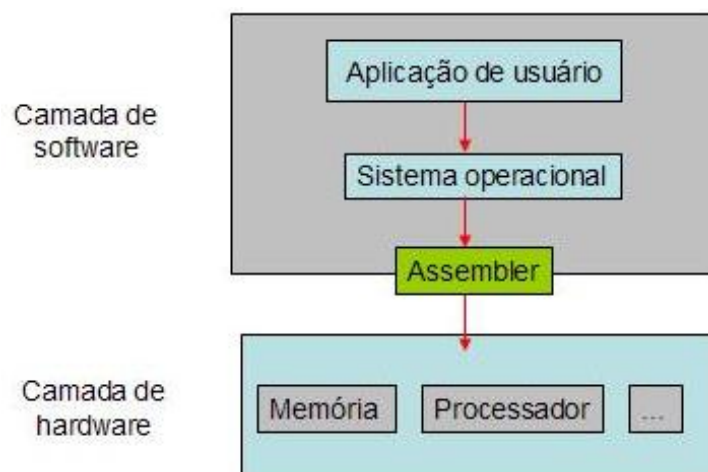 Aplicação de usuário
Camada de
software
Sistema operacional
Assembler
Camada de
hardware
Memória
Processador
...